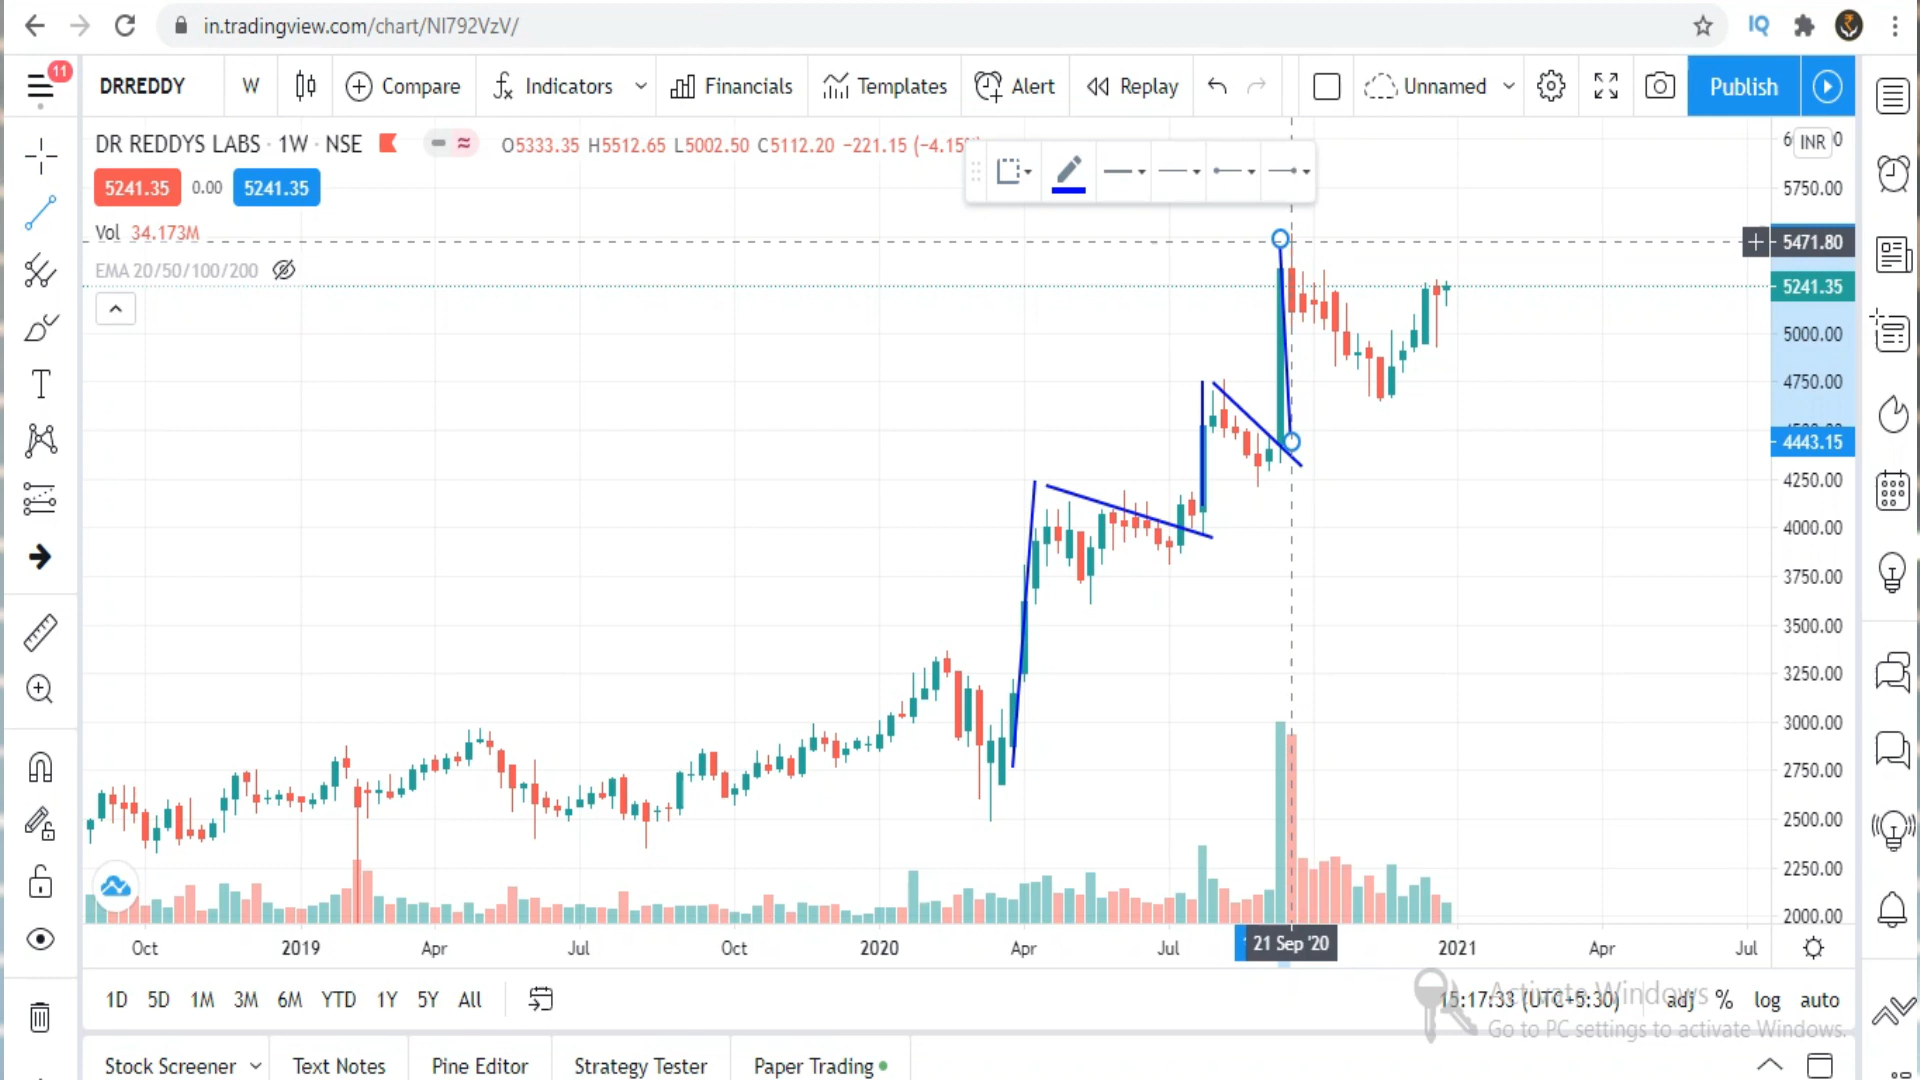 in.tradingview.com/chart/NI792VzV/
IQ
11
DRREDDY W Compare Indicators Financials Templates Alert Replay Unnamed Publish
DR REDDYS LABS · 1W · NSE O5333.35 H5512.65 L5002.50 C5112.20 −221.15 (−4.15%
INR
5241.35 0.00 5241.35
Vol 34.173M
EMA 20/50/100/200
5750.00
5471.80
5241.35
5000.00
4750.00
4443.15
4250.00
4000.00
3750.00
3500.00
3250.00
3000.00
2750.00
2500.00
2250.00
2000.00
Oct 2019 Apr Jul Oct 2020 Apr Jul 21 Sep '20 2021 Apr Jul
1D 5D 1M 3M 6M YTD 1Y 5Y All 15:17:33 (UTC+5:30) adj % log auto
Activate Windows
Go to PC settings to activate Windows.
Stock Screener Text Notes Pine Editor Strategy Tester Paper Trading